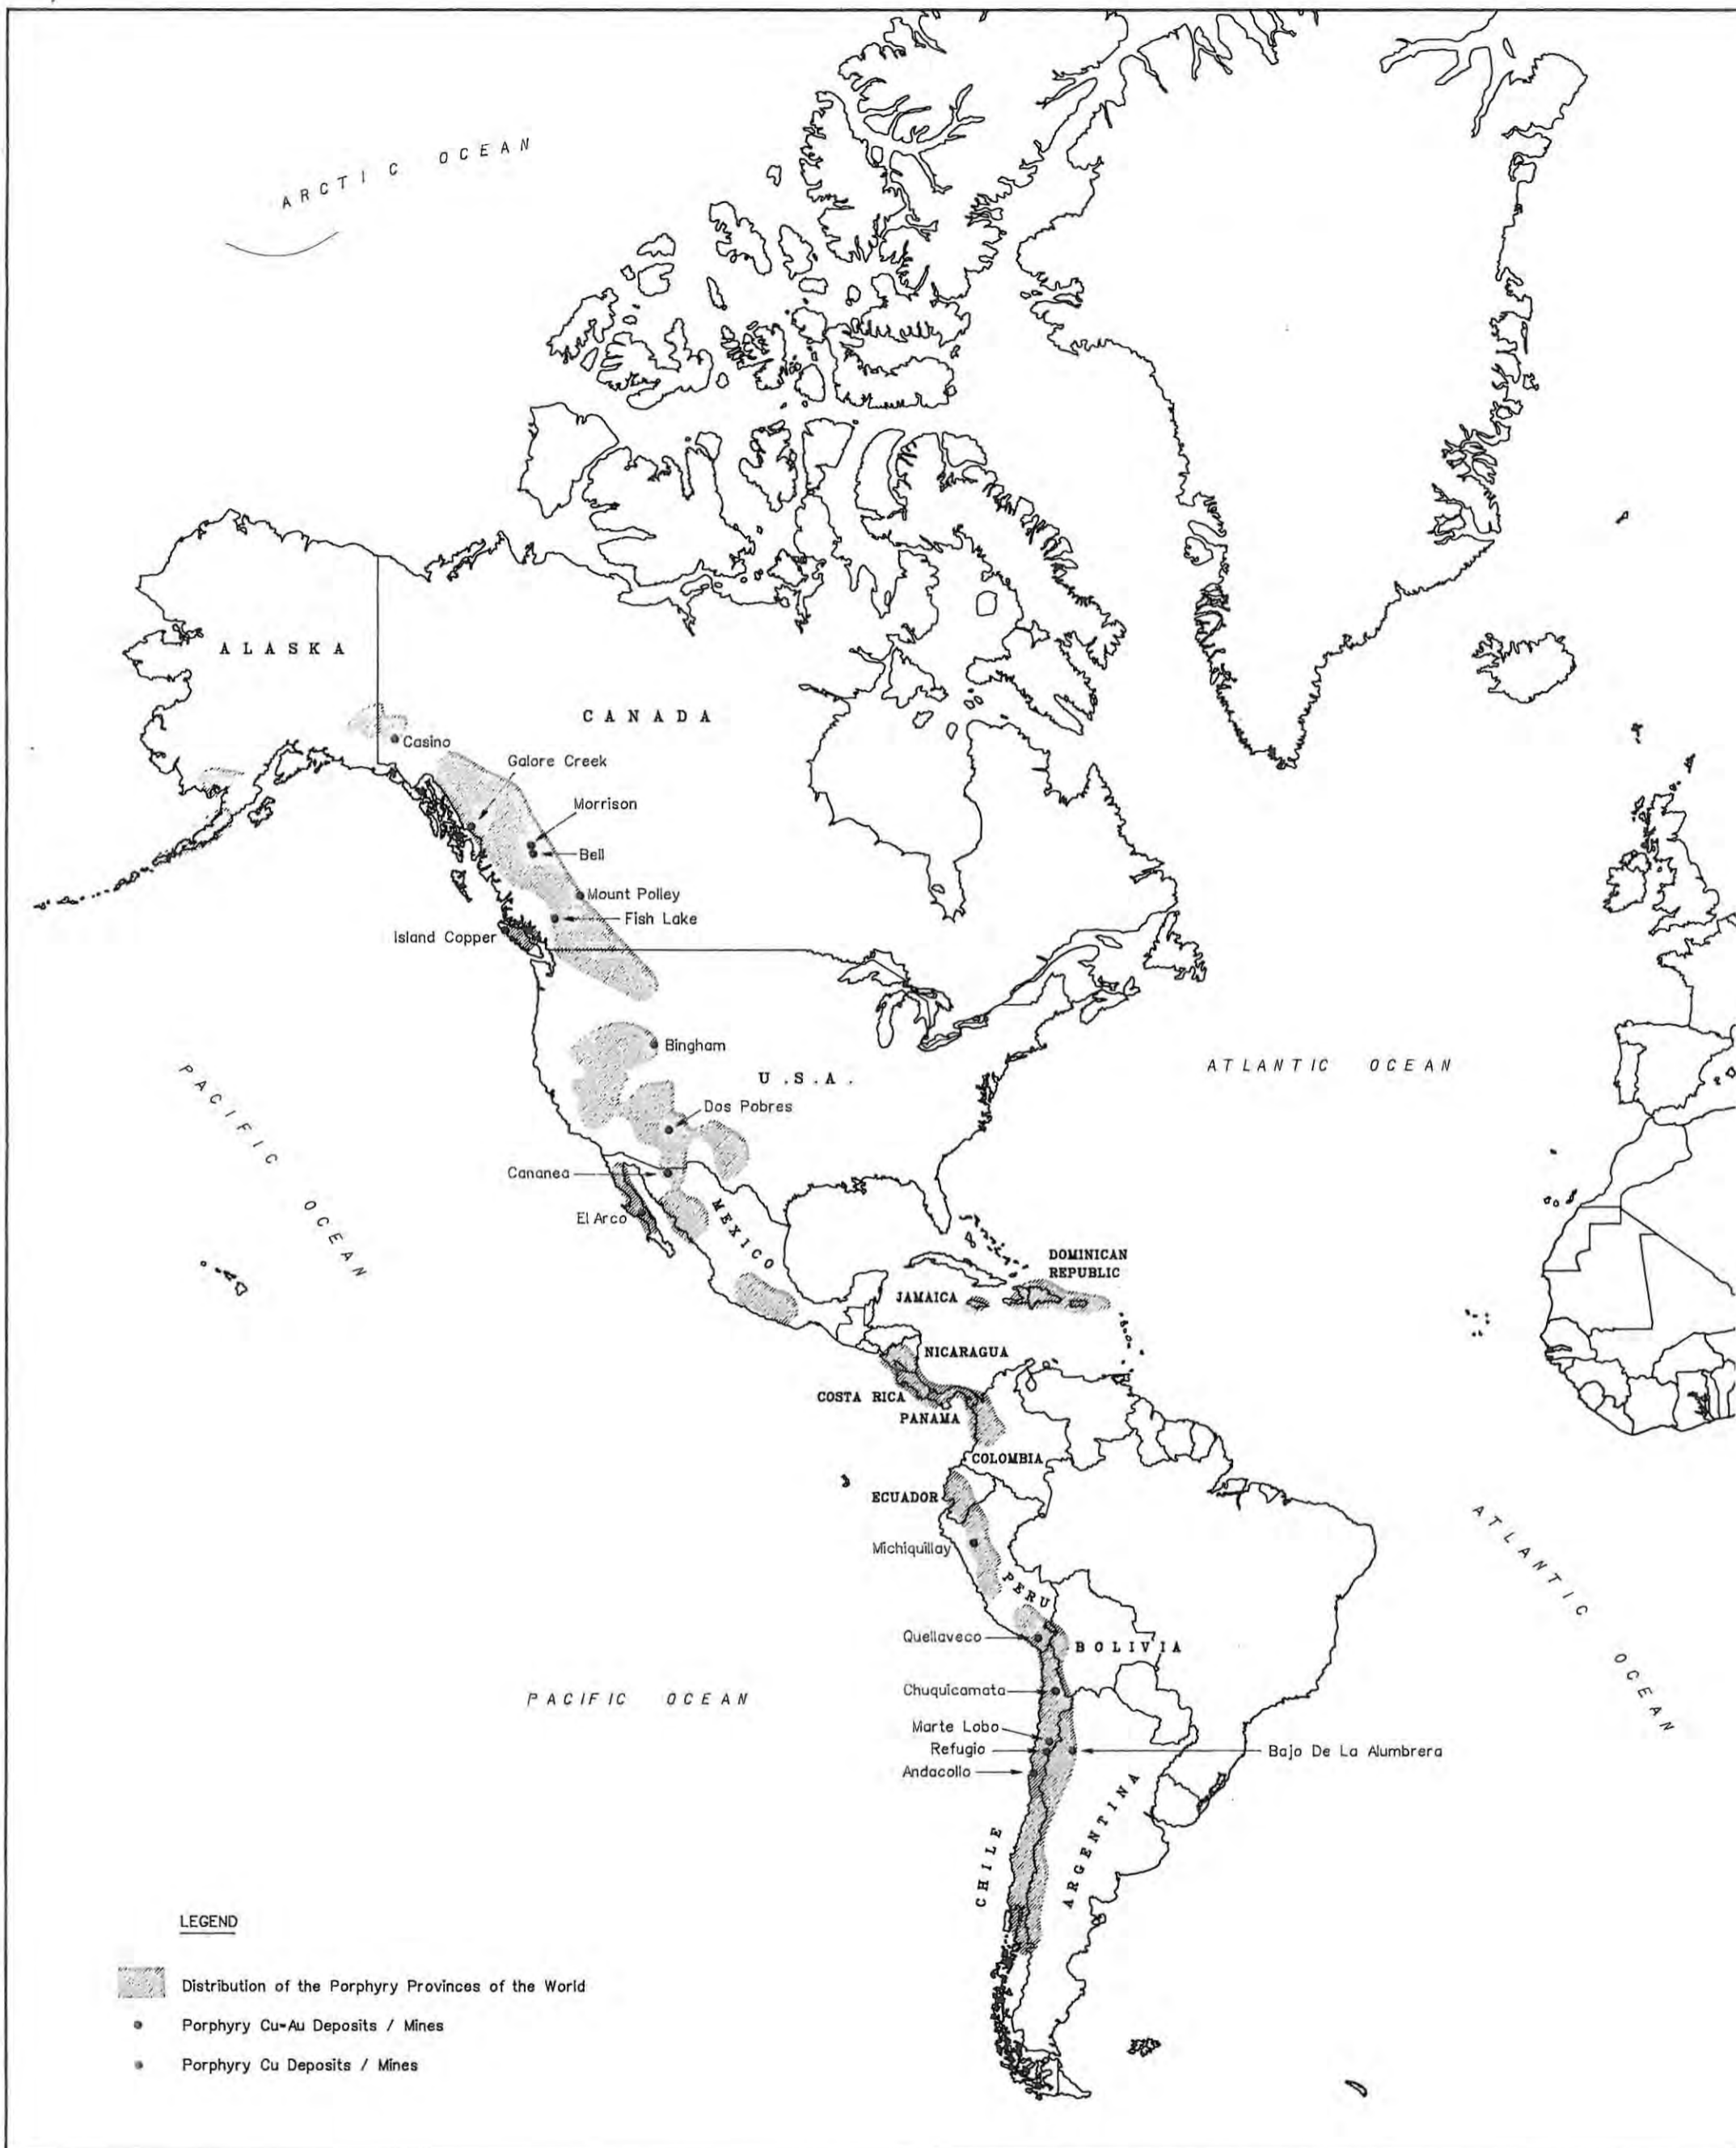 ARCTIC OCEAN
ALASKA
CANADA
Casino
Galore Creek
Morrison
Bell
Mount Polley
Fish Lake
Island Copper
Bingham
U.S.A.
ATLANTIC OCEAN
PACIFIC OCEAN
Dos Pobres
Cananea
El Arco
MEXICO
DOMINICAN
REPUBLIC
JAMAICA
NICARAGUA
COSTA RICA
PANAMA
COLOMBIA
ECUADOR
Michiquillay
PERU
ATLANTIC OCEAN
Quellaveco
BOLIVIA
Chuquicamata
PACIFIC OCEAN
Marte Lobo
Refugio
Bajo De La Alumbrera
Andacollo
CHILE
ARGENTINA
LEGEND
Distribution of the Porphyry Provinces of the World
Porphyry Cu-Au Deposits / Mines
Porphyry Cu Deposits / Mines